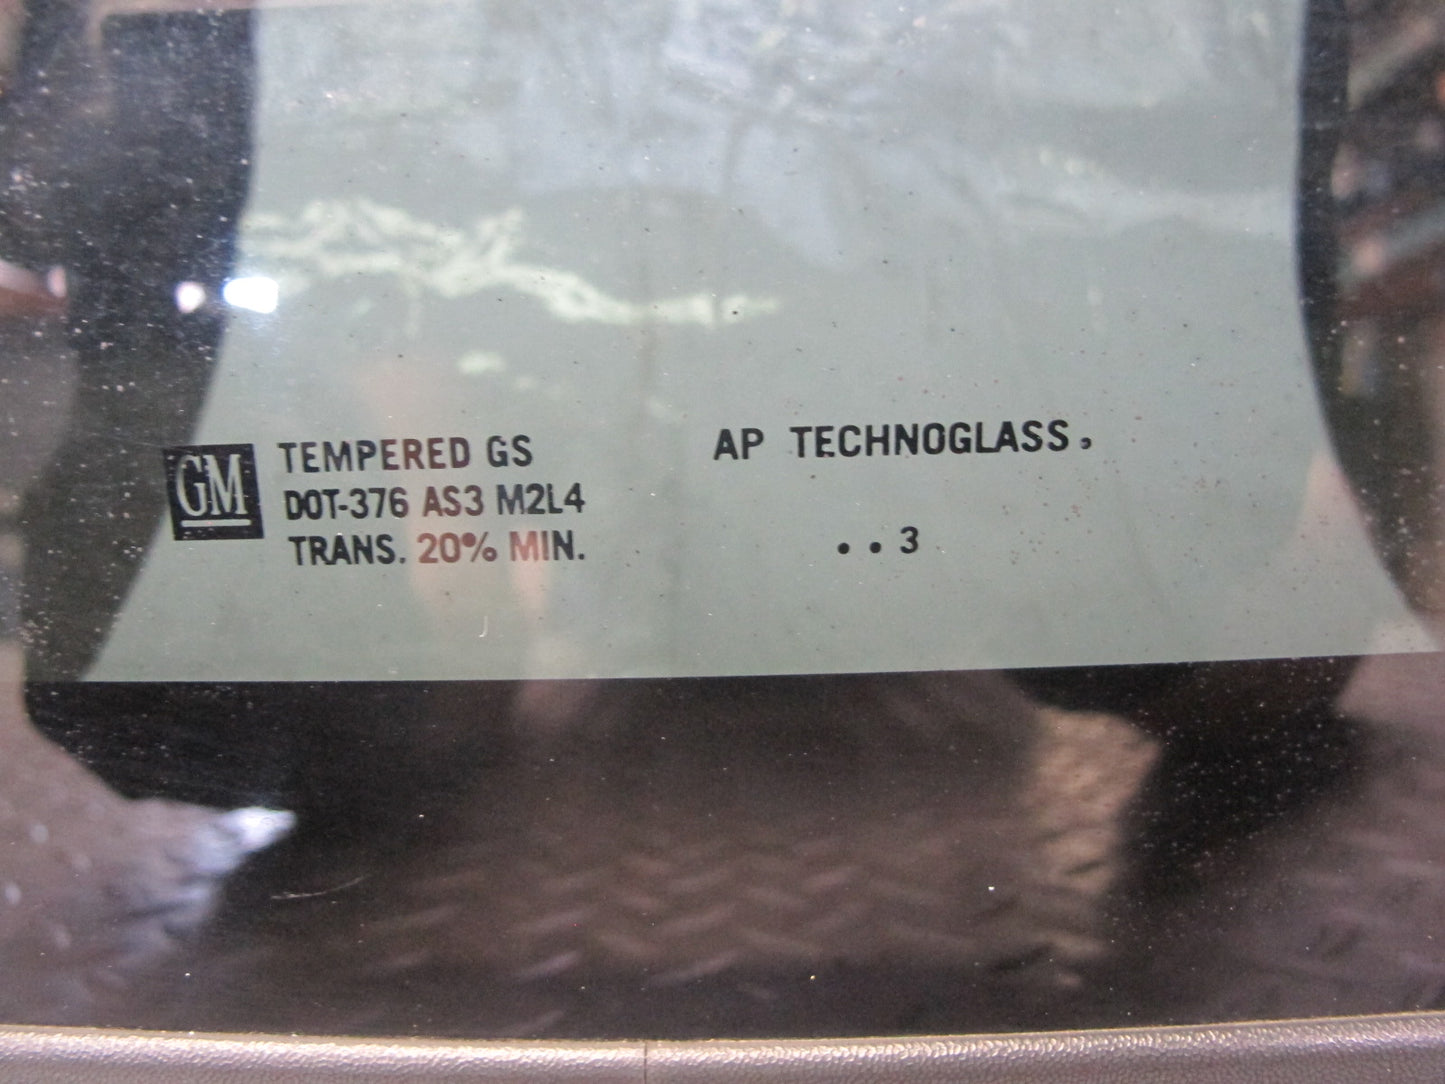 GM
TEMPERED GS
DOT-376 AS3 M2L4
TRANS. 20% MIN.
AP TECHNOGLASS,
..3